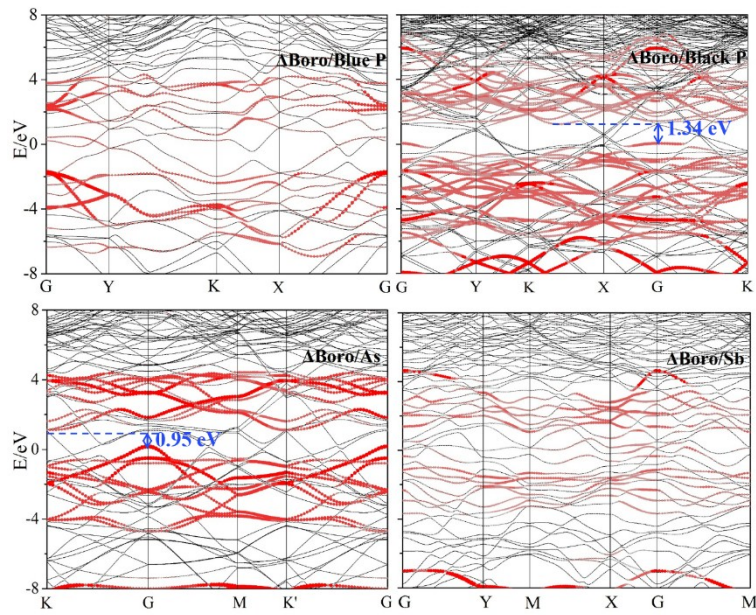 8
ΔBoro/Blue P
4
E/eV
0
-4
-8
G Y K X G
ΔBoro/Black P
1.34 eV
G Y K X G K
8
ΔBoro/As
4
0.95 eV
E/eV
0
-4
-8
K G M K' G
ΔBoro/Sb
G Y M X G M